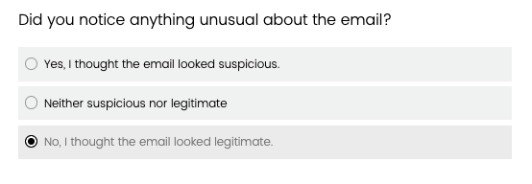 Did you notice anything unusual about the email?
Yes, I thought the email looked suspicious.
Neither suspicious nor legitimate
No, I thought the email looked legitimate.